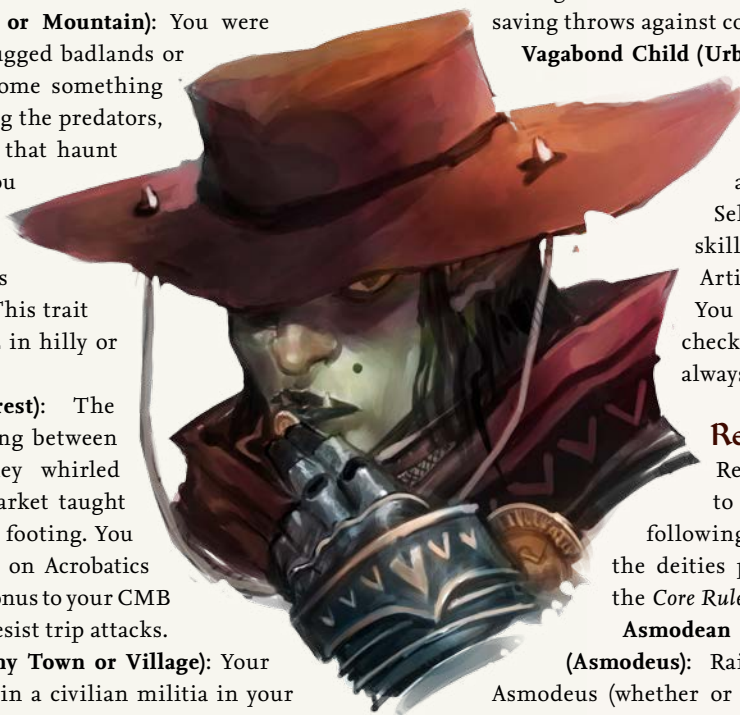 or Mountain): You were
ugged badlands or
ome something
g the predators,
that haunt
s
This trait
in hilly or
rest): The
ng between
ey whirled
arket taught
footing. You
on Acrobatics
onus to your CMB
esist trip attacks.
ny Town or Village): Your
in a civilian militia in your
saving throws against co
Vagabond Child (Urb
a
Sel
skill
Arti
You
check
always
Re
Re
to
following
the deities p
the Core Rule
Asmodean
(Asmodeus): Rai
Asmodeus (whether or